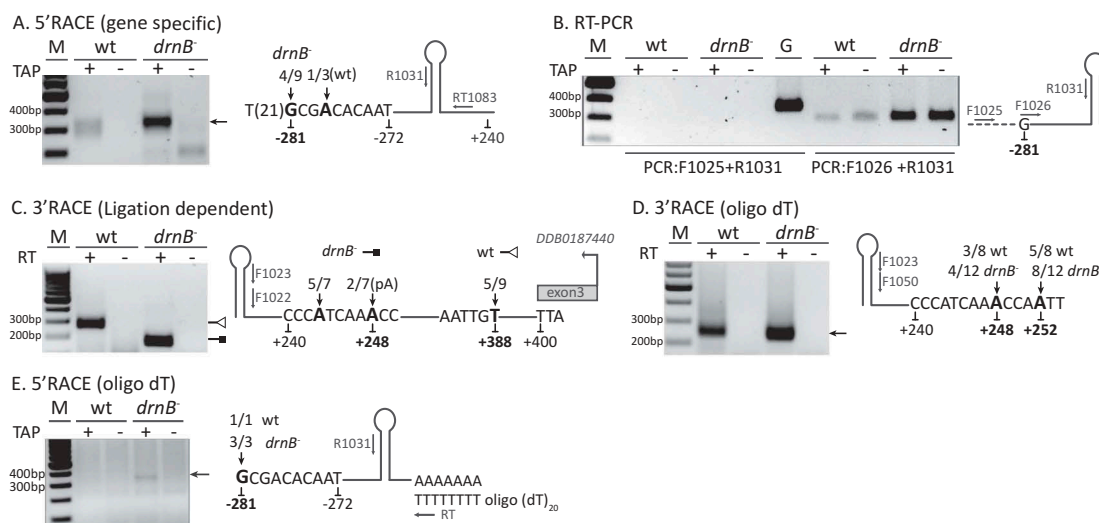 A. 5'RACE (gene specific)
M wt drnB-
TAP + - + -
400bp
300bp
drnB-
4/9 1/3(wt)
T(21)GCGACACAAT
-281 -272 +240
R1031
RT1083
B. RT-PCR
M wt drnB- G wt drnB-
TAP + - + - + - + -
400bp
300bp
PCR:F1025+R1031 PCR:F1026 +R1031
R1031
F1025 F1026
G
-281
C. 3'RACE (Ligation dependent)
M wt drnB-
RT + - + -
300bp
200bp
drnB- wt
DDB0187440
F1023
F1022
5/7 2/7(pA) 5/9
exon3
CCCATCAAACC AATTGT TTA
+240 +248 +388 +400
D. 3'RACE (oligo dT)
M wt drnB-
RT + - + -
300bp
200bp
3/8 wt 5/8 wt
4/12 drnB- 8/12 drnB-
F1023
F1050
CCCATCAAACCAATT
+240 +248 +252
E. 5'RACE (oligo dT)
M wt drnB-
TAP + - + -
400bp
300bp
1/1 wt
3/3 drnB-
R1031
GCGACACAAT
-281 -272
AAAAAAA
TTTTTTTT oligo (dT)20
RT